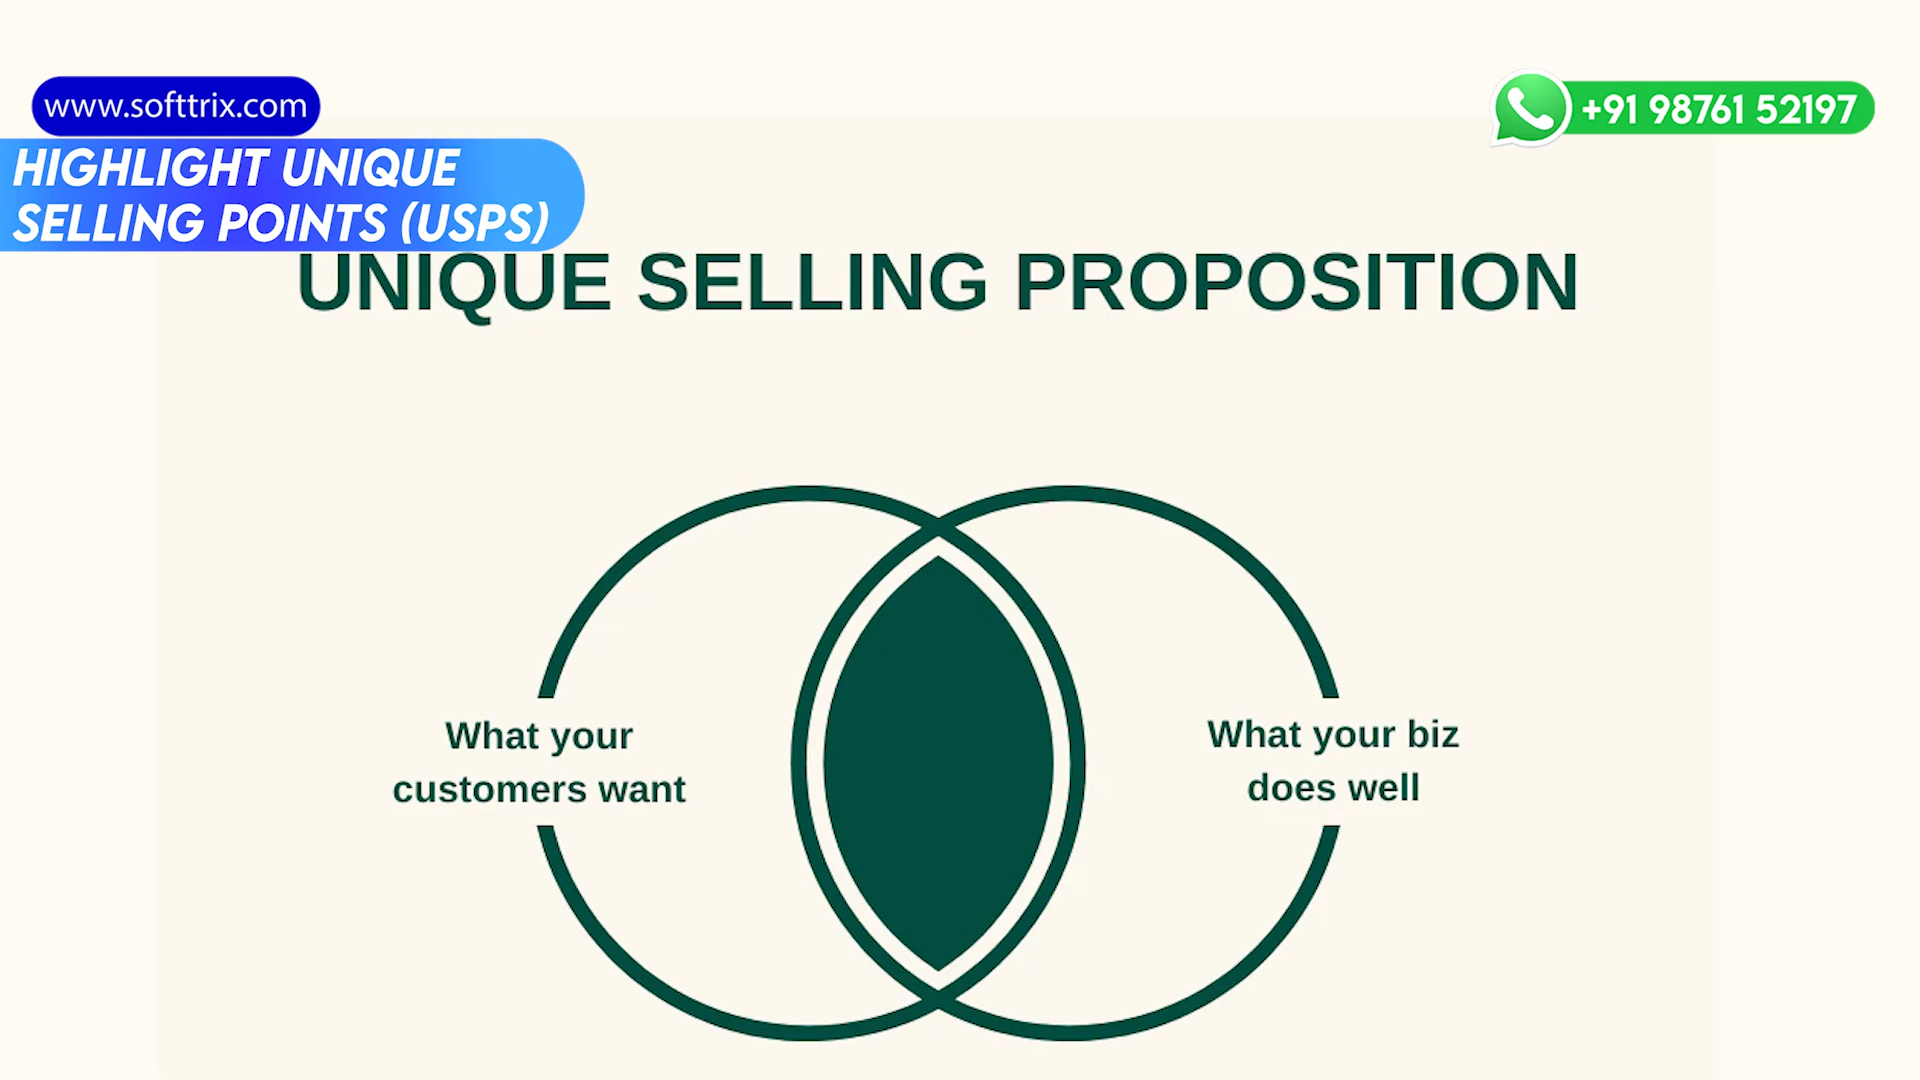 www.softtrix.com
+91 98761 52197
HIGHLIGHT UNIQUE
SELLING POINTS (USPS)
UNIQUE SELLING PROPOSITION
What your
customers want
What your biz
does well